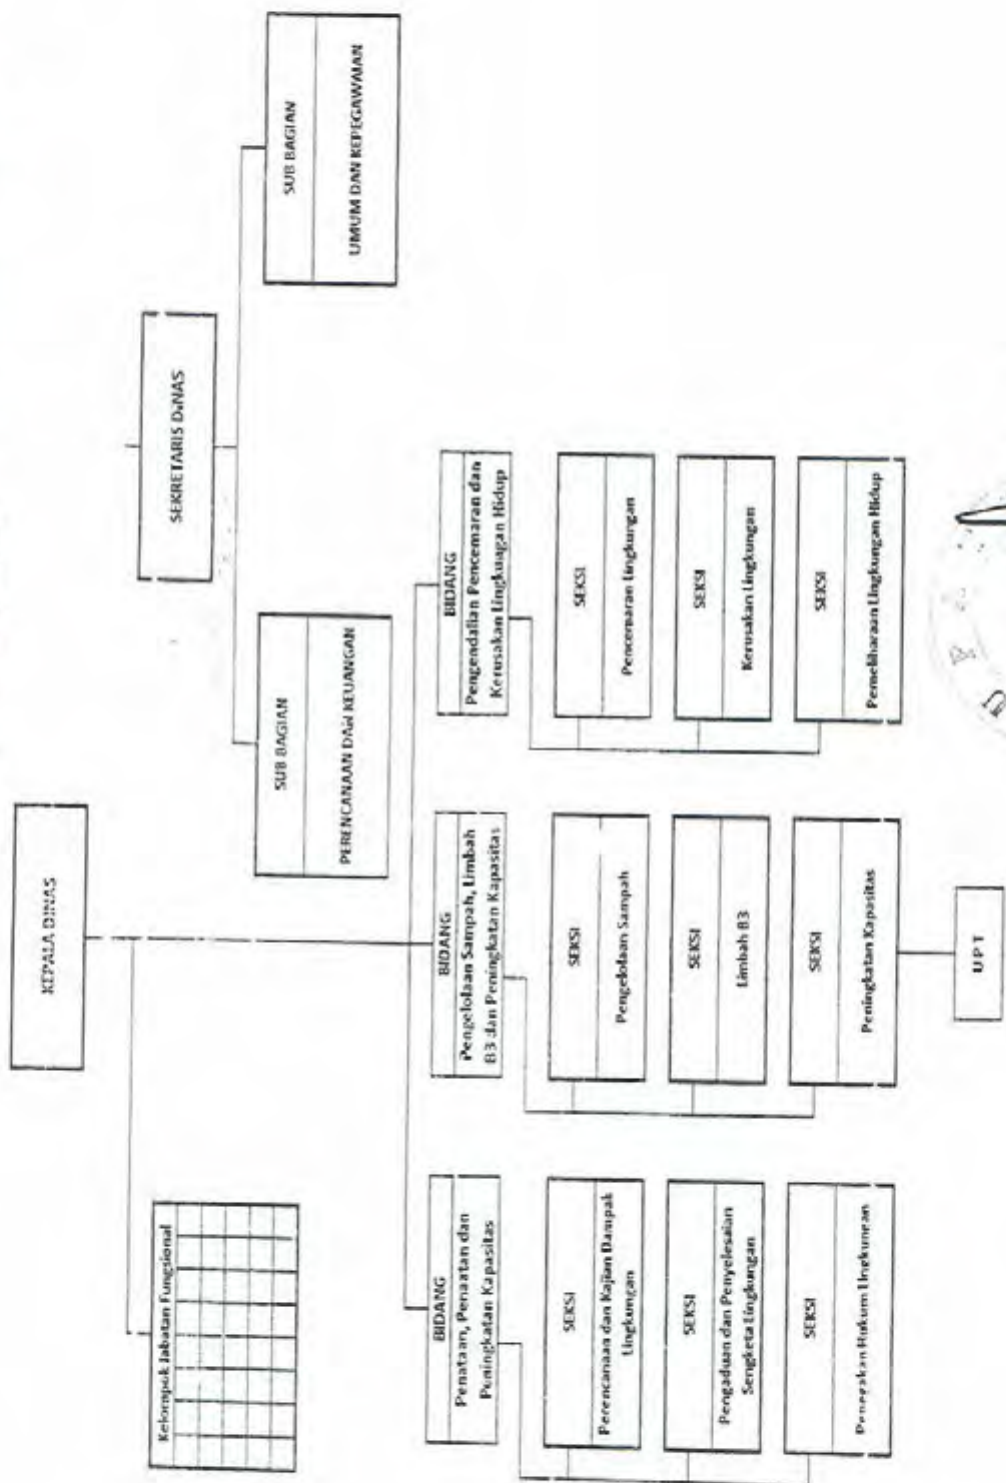 KEPALA DINAS
Kelompok Jabatan Fungsional
SEKRETARIS DINAS
SUB BAGIAN
PERENCANAAN DAN KEUANGAN
SUB BAGIAN
UMUM DAN KEPEGAWAIAN
BIDANG
Penataan, Penaatan dan
Peningkatan Kapasitas
SEKSI
Perencanaan dan Kajian Dampak
Lingkungan
SEKSI
Pengaduan dan Penyelesaian
Sengketa Lingkungan
SEKSI
Penegakan Hukum Lingkungan
BIDANG
Pengelolaan Sampah, Limbah
B3 dan Peningkatan Kapasitas
SEKSI
Pengelolaan Sampah
SEKSI
Limbah B3
SEKSI
Peningkatan Kapasitas
UPT
BIDANG
Pengendalian Pencemaran dan
Kerusakan Lingkuagan Hidup
SEKSI
Pencemaran Lingkungan
SEKSI
Kerusakan Lingkungan
SEKSI
Pemeliharaan Lingkungan Hidup